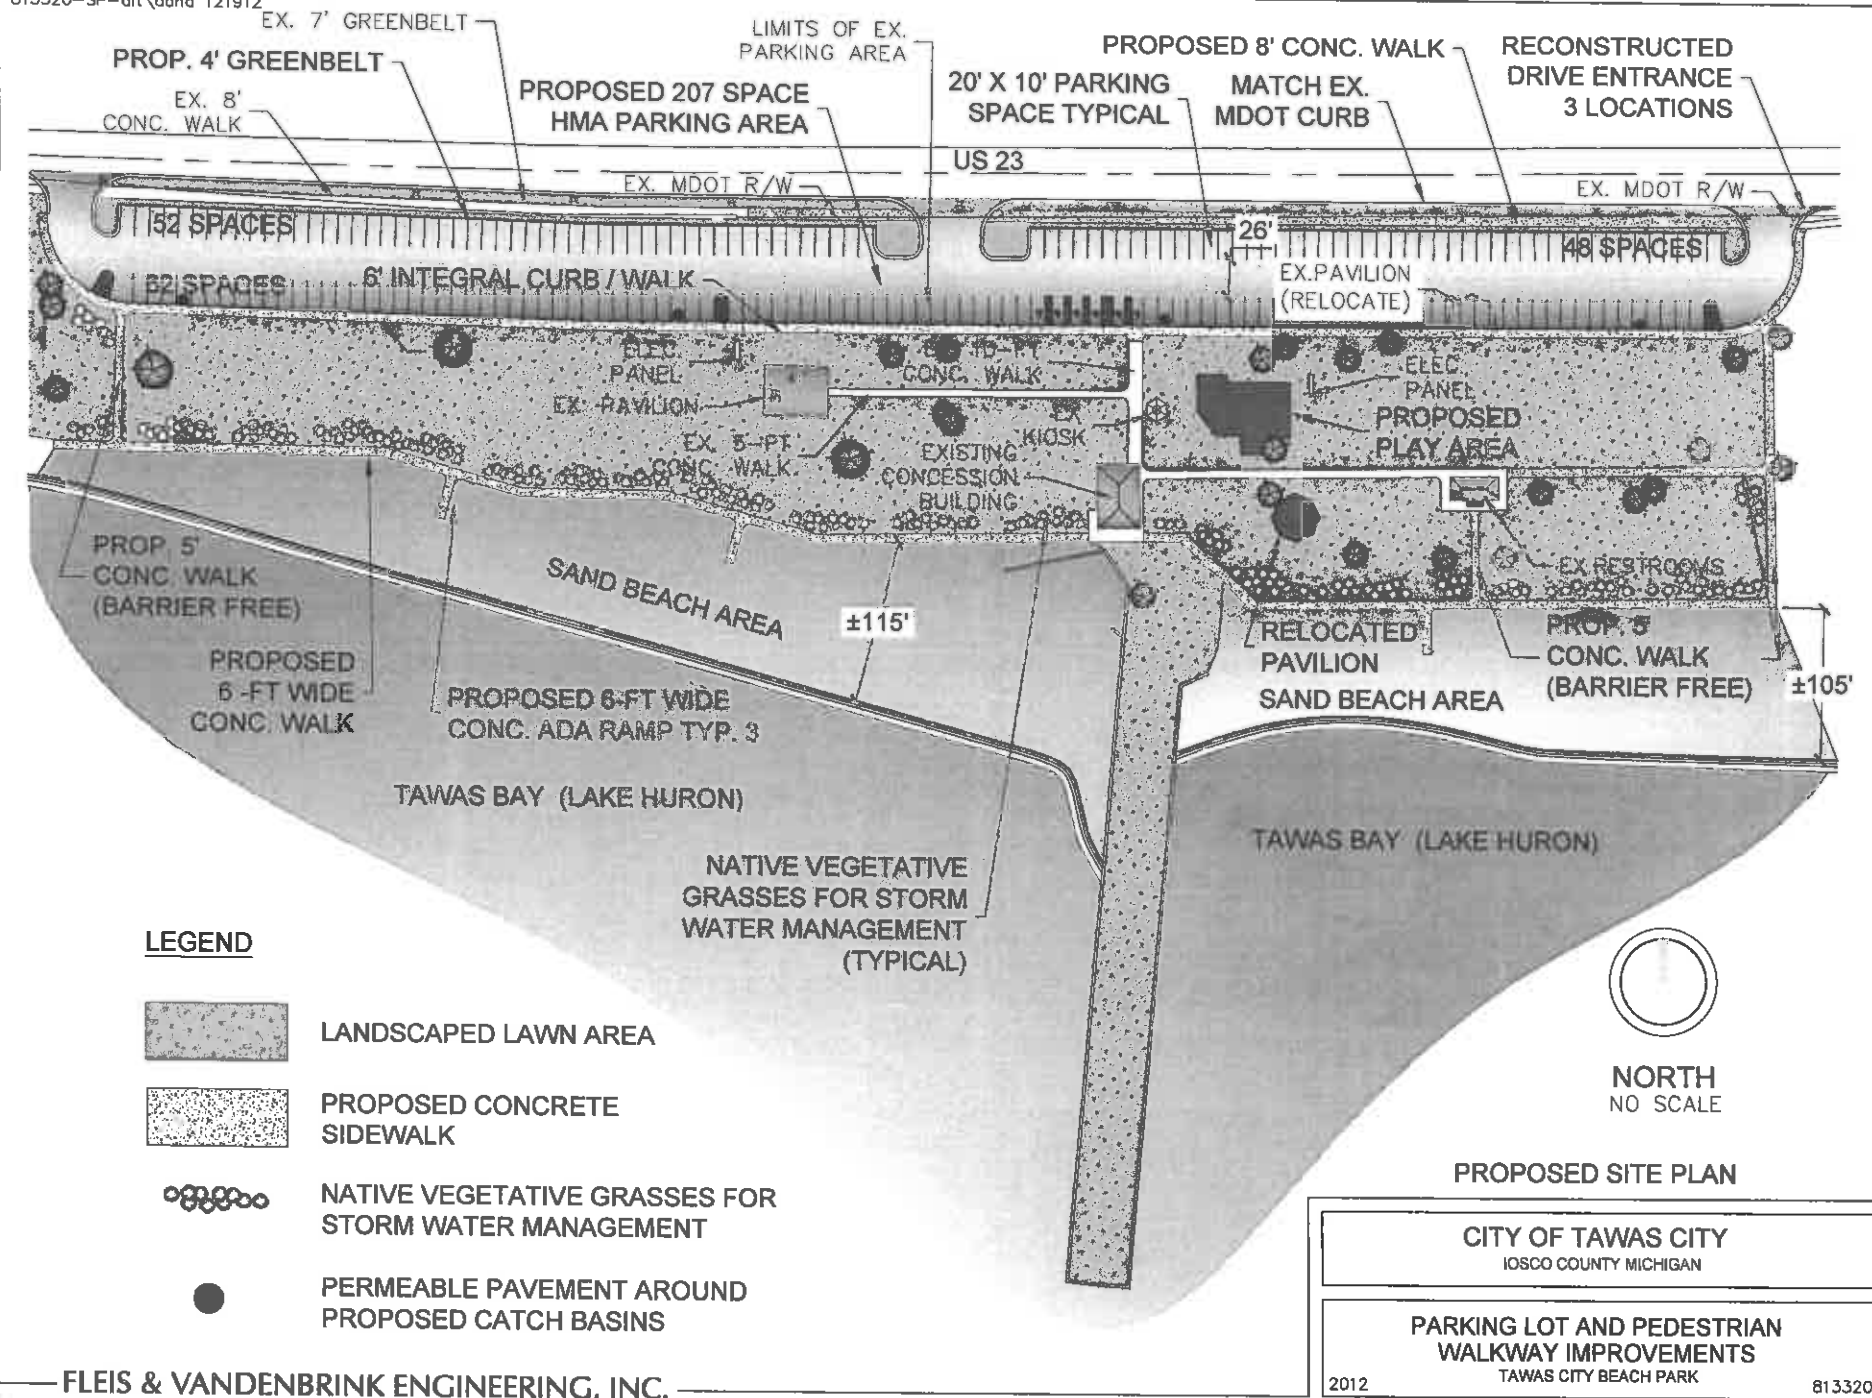 EX. 7' GREENBELT
PROP. 4' GREENBELT
EX. 8'
CONC. WALK
LIMITS OF EX.
PARKING AREA
PROPOSED 207 SPACE
HMA PARKING AREA
PROPOSED 8' CONC. WALK
20' X 10' PARKING
SPACE TYPICAL
MATCH EX.
MDOT CURB
RECONSTRUCTED
DRIVE ENTRANCE
3 LOCATIONS
US 23
EX. MDOT R/W
EX. MDOT R/W
52 SPACES
26'
48 SPACES
SPACES
6' INTEGRAL CURB / WALK
EX.PAVILION
(RELOCATE)
ELEC
PANEL
CONC. WALK
ELEC
PANEL
EX. PAVILION
EX
KIOSK
PROPOSED
PLAY AREA
EX. 5-FT
CONC. WALK
EXISTING
CONCESSION
BUILDING
PROP. 5'
CONC. WALK
(BARRIER FREE)
SAND BEACH AREA
±115'
EX.RESTROOMS
RELOCATED
PAVILION
PROP. 5'
CONC. WALK
(BARRIER FREE)
±105'
PROPOSED
6 -FT WIDE
CONC. WALK
PROPOSED 6-FT WIDE
CONC. ADA RAMP TYP. 3
SAND BEACH AREA
TAWAS BAY (LAKE HURON)
TAWAS BAY (LAKE HURON)
NATIVE VEGETATIVE
GRASSES FOR STORM
WATER MANAGEMENT
(TYPICAL)
LEGEND
LANDSCAPED LAWN AREA
PROPOSED CONCRETE
SIDEWALK
NATIVE VEGETATIVE GRASSES FOR
STORM WATER MANAGEMENT
PERMEABLE PAVEMENT AROUND
PROPOSED CATCH BASINS
NORTH
NO SCALE
PROPOSED SITE PLAN
CITY OF TAWAS CITY
IOSCO COUNTY MICHIGAN
PARKING LOT AND PEDESTRIAN
WALKWAY IMPROVEMENTS
TAWAS CITY BEACH PARK
2012
813320
FLEIS & VANDENBRINK ENGINEERING, INC.